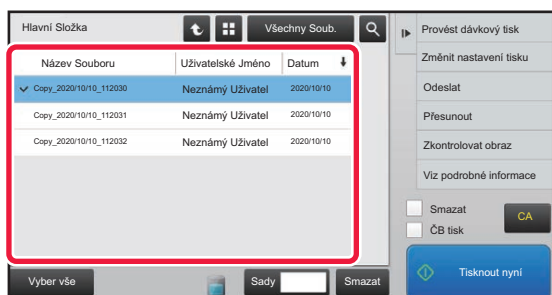 Hlavní Složka
Všechny Soub.
Název Souboru Uživatelské Jméno Datum
Copy_2020/10/10_112030 Neznámý Uživatel 2020/10/10
Copy_2020/10/10_112031 Neznámý Uživatel 2020/10/10
Copy_2020/10/10_112032 Neznámý Uživatel 2020/10/10
Vyber vše
Sady
Smazat
Provést dávkový tisk
Změnit nastavení tisku
Odeslat
Přesunout
Zkontrolovat obraz
Viz podrobné informace
Smazat
ČB tisk
CA
Tisknout nyní